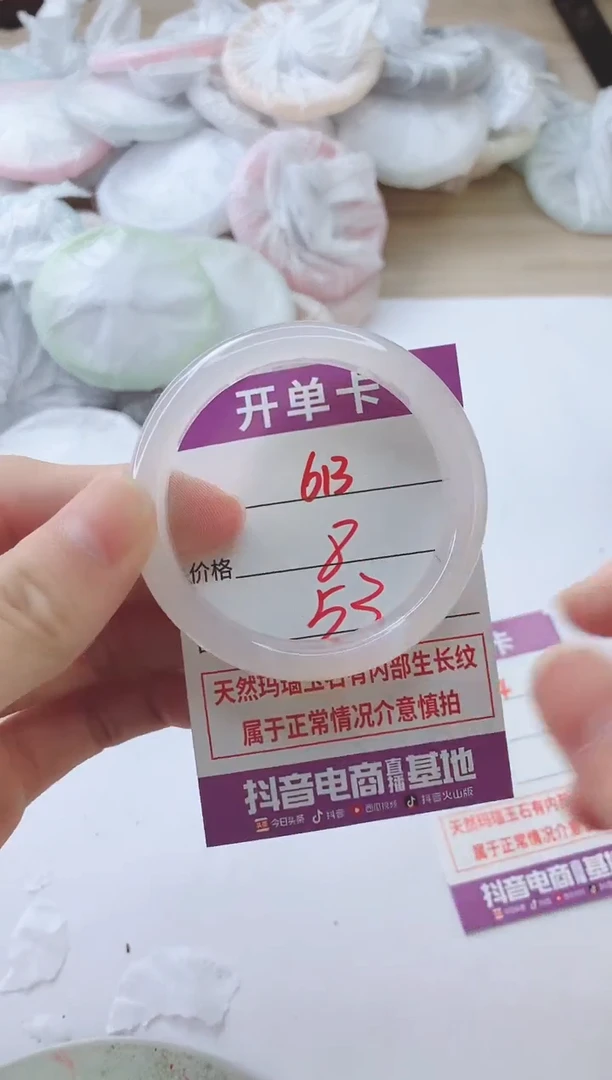 开单卡
613
价格 8
52
天然玛瑙玉石有内部生长纹
属于正常情况介意慎拍
抖音电商直播基地
头条 今日头条 抖音 西瓜视频 抖音火山版
卡
天然玛瑙玉石有内部
属于正常情况介意
抖音电商直播基地